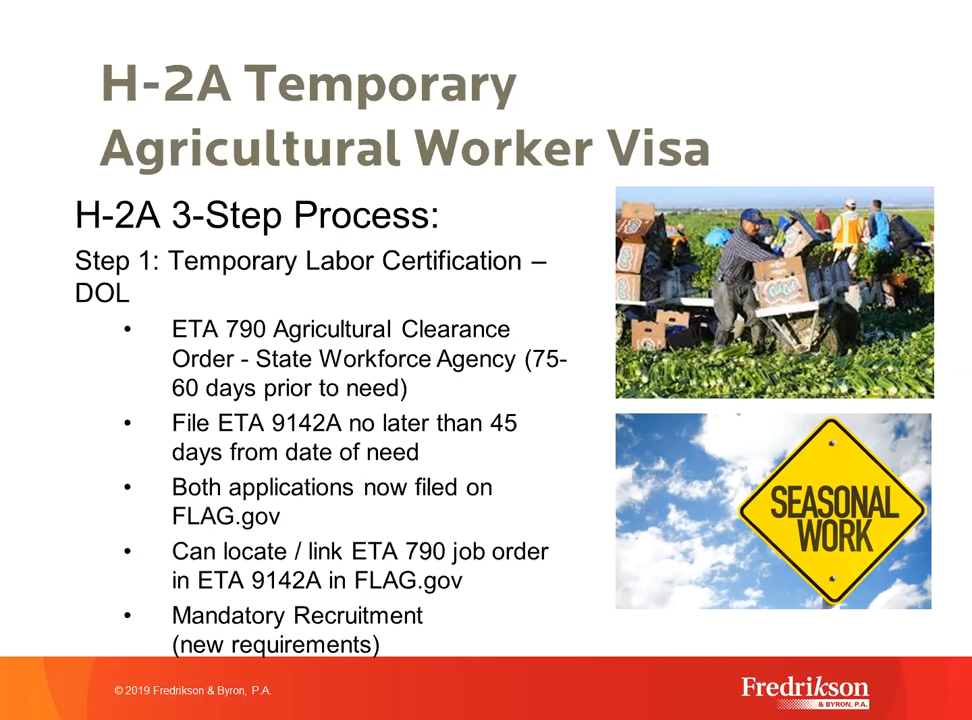 H-2A Temporary
Agricultural Worker Visa
H-2A 3-Step Process:
Step 1: Temporary Labor Certification –
DOL
• ETA 790 Agricultural Clearance
Order - State Workforce Agency (75-
60 days prior to need)
• File ETA 9142A no later than 45
days from date of need
• Both applications now filed on
FLAG.gov
• Can locate / link ETA 790 job order
in ETA 9142A in FLAG.gov
• Mandatory Recruitment
(new requirements)
SEASONAL
WORK
© 2019 Fredrikson & Byron, P.A.
Fredrikson
& BYRON, P.A.